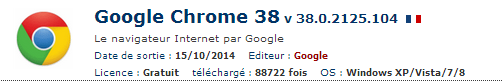 Google Chrome 38 v 38.0.2125.104
Le navigateur Internet par Google
Date de sortie : 15/10/2014 Editeur : Google
Licence : Gratuit téléchargé : 88722 fois OS : Windows XP/Vista/7/8